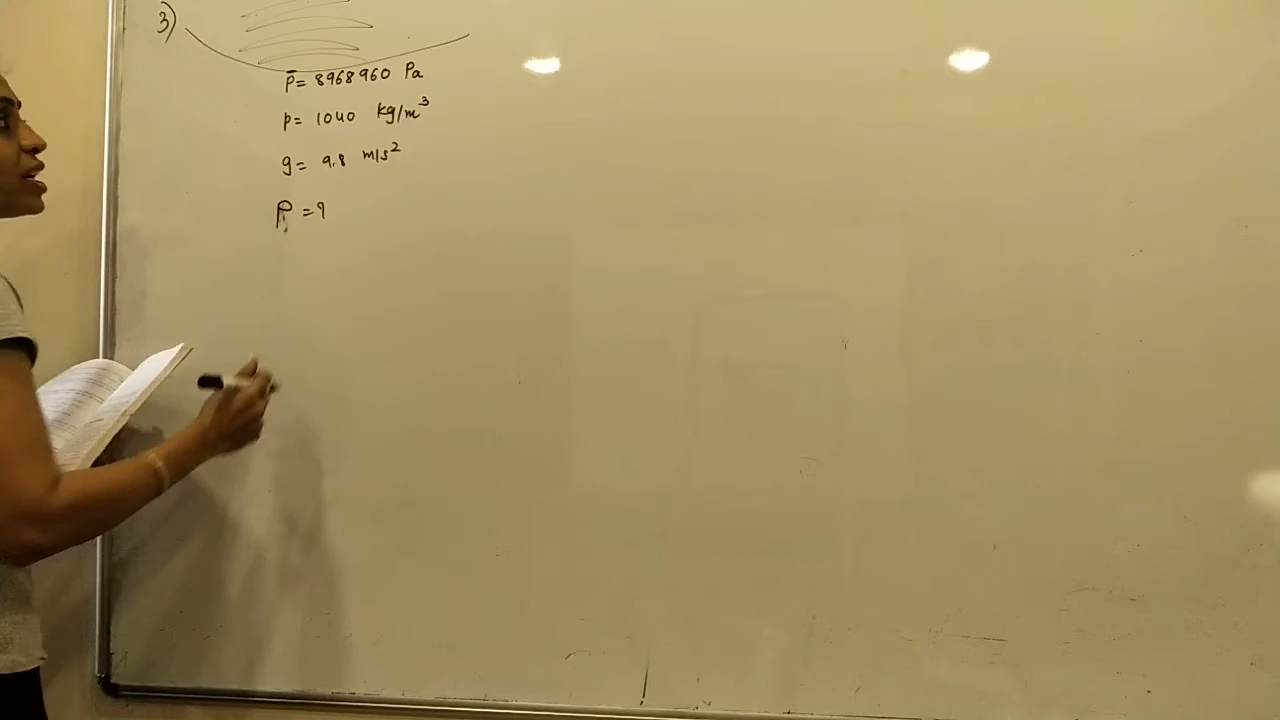 3)
P̄= 8968960 Pa
p= 1040 kg/m³
g= 9.8 m/s²
P₁ =?